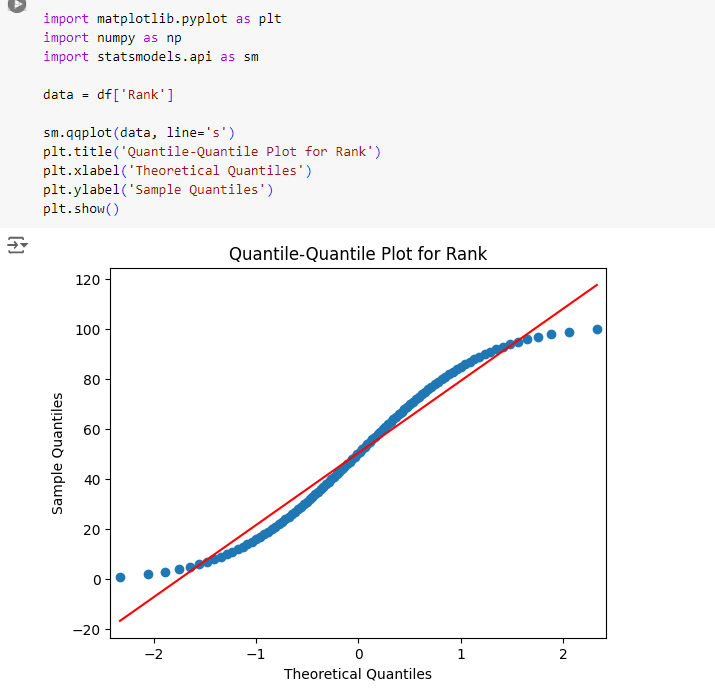 import matplotlib.pyplot as plt
import numpy as np
import statsmodels.api as sm
data = df['Rank']
sm.qqplot(data, line='s')
plt.title('Quantile-Quantile Plot for Rank')
plt.xlabel('Theoretical Quantiles')
plt.ylabel('Sample Quantiles')
plt.show()
Quantile-Quantile Plot for Rank
120
100
80
60
40
20
0
−20
Sample Quantiles
−2
−1
0
1
2
Theoretical Quantiles